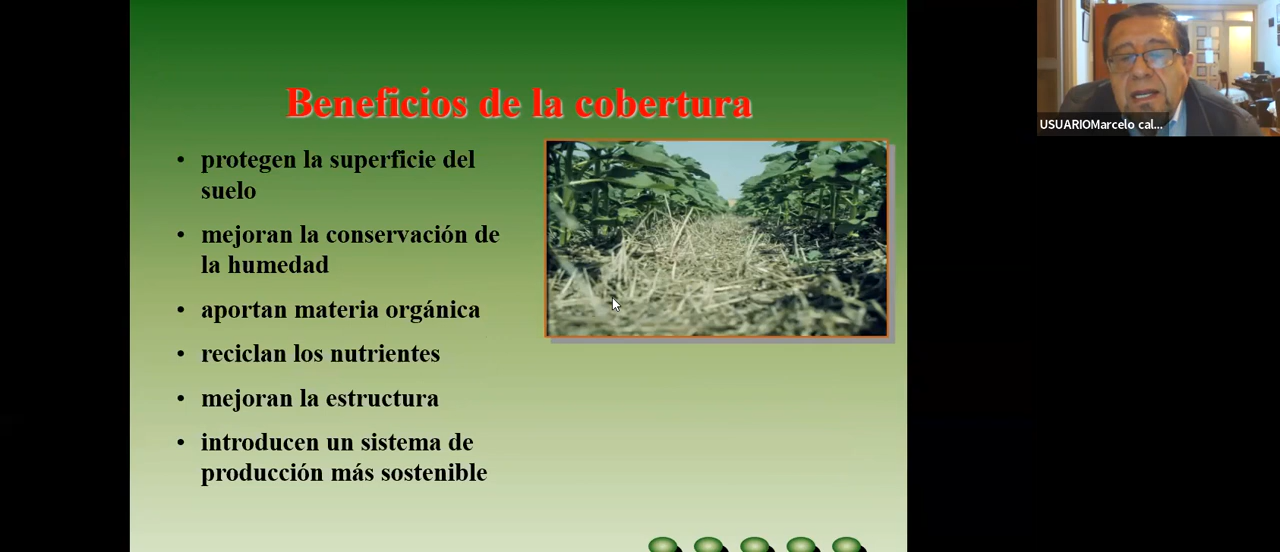 Beneficios de la cobertura
• protegen la superficie del
suelo
• mejoran la conservación de
la humedad
• aportan materia orgánica
• reciclan los nutrientes
• mejoran la estructura
• introducen un sistema de
producción más sostenible
USUARIOMarcelo cal...